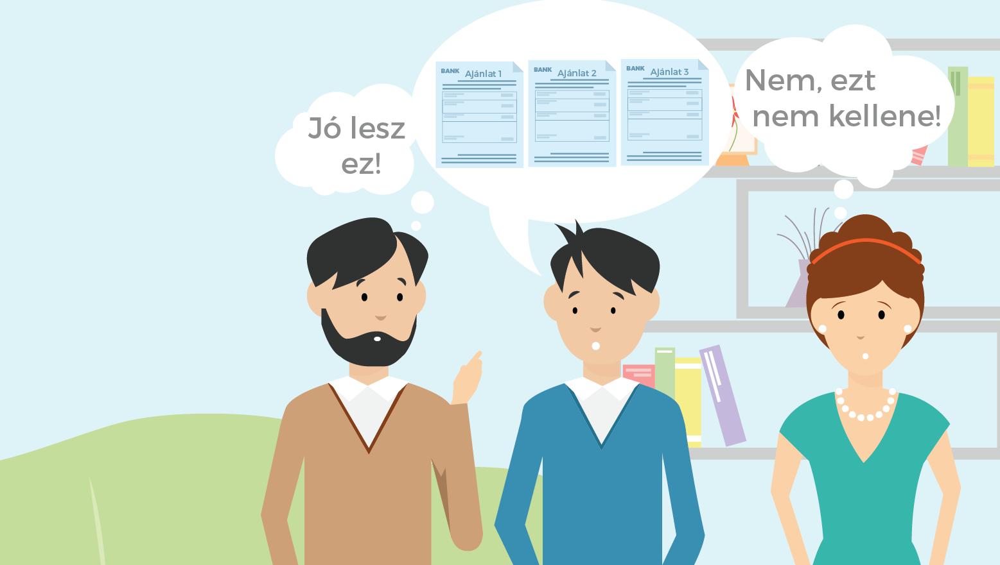 Jó lesz
ez!
BANK Ajánlat 1
BANK Ajánlat 2
BANK Ajánlat 3
Nem, ezt
nem kellene!